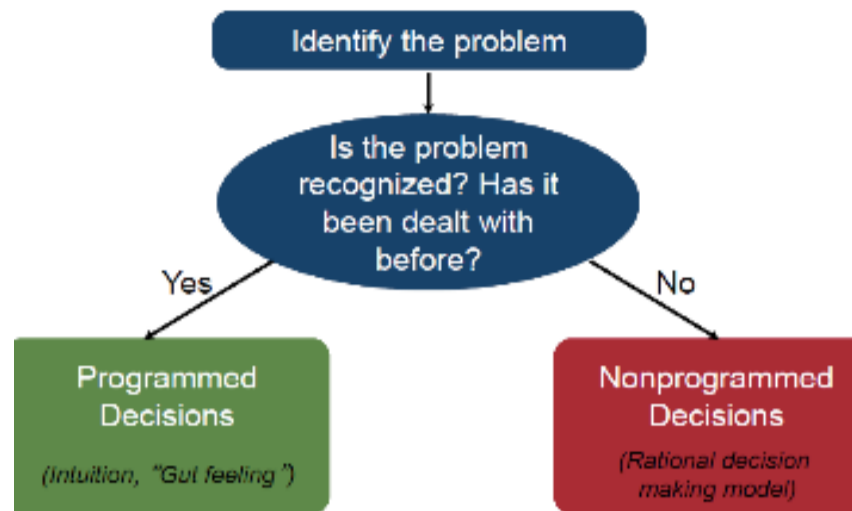 Identify the problem
Is the problem
recognized? Has it
been dealt with
before?
Yes
No
Programmed
Decisions
(Intuition, "Gut feeling")
Nonprogrammed
Decisions
(Rational decision
making model)